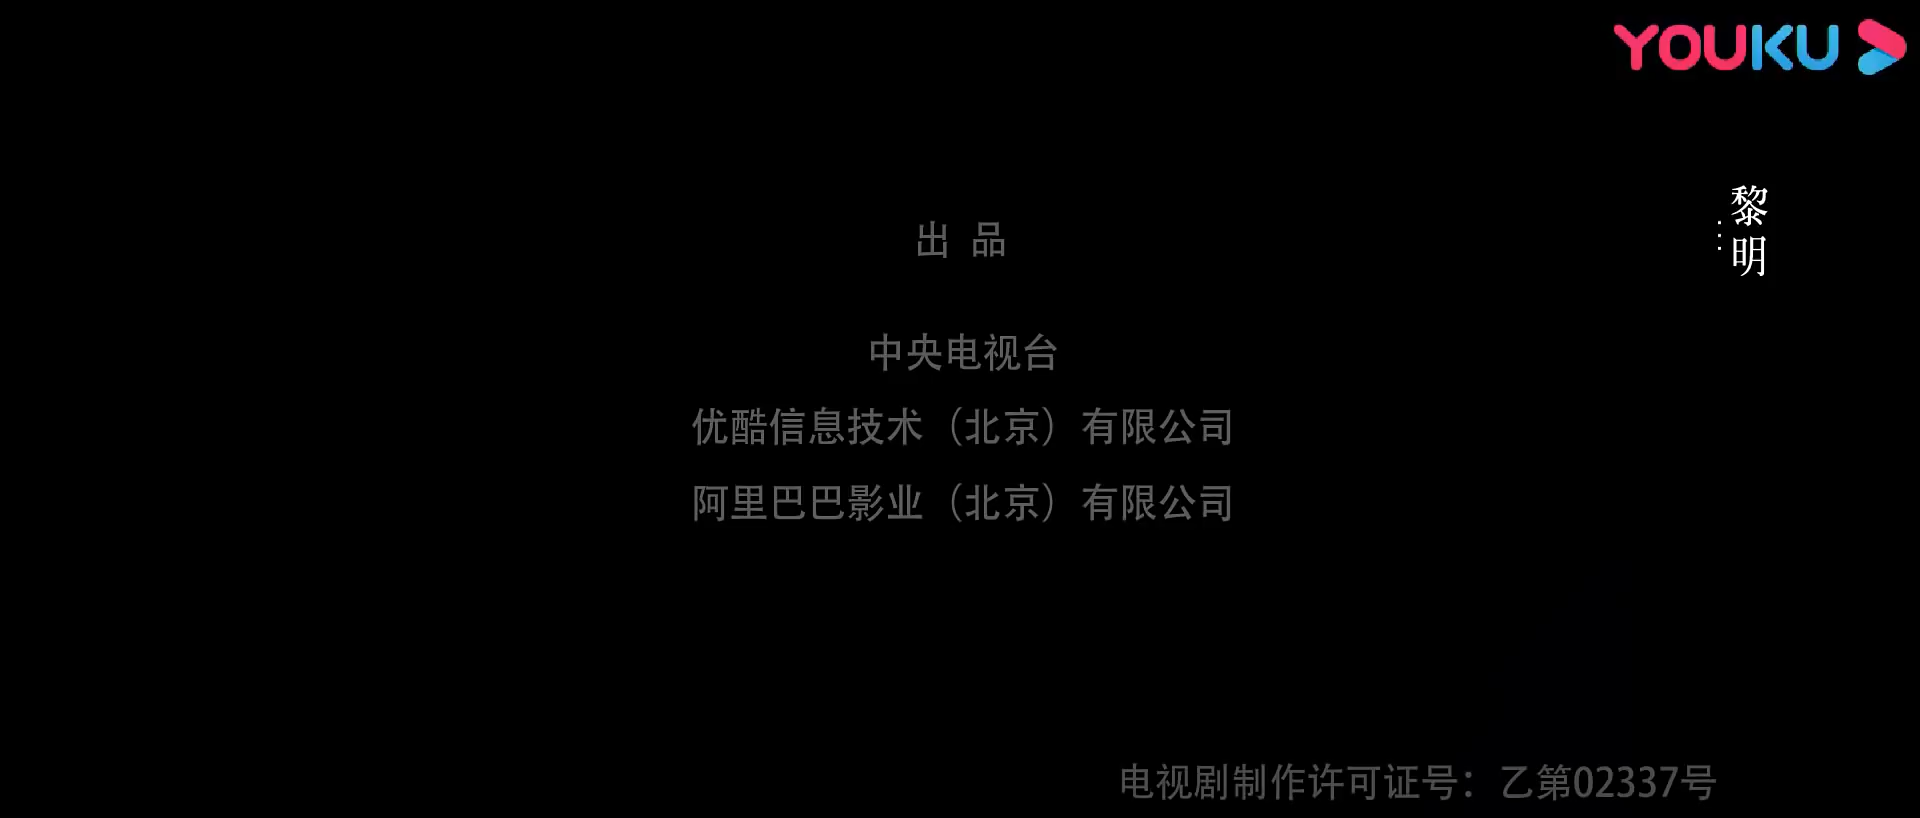 YOUKU
黎明
...
出品
中央电视台
优酷信息技术（北京）有限公司
阿里巴巴影业（北京）有限公司
电视剧制作许可证号：乙第02337号